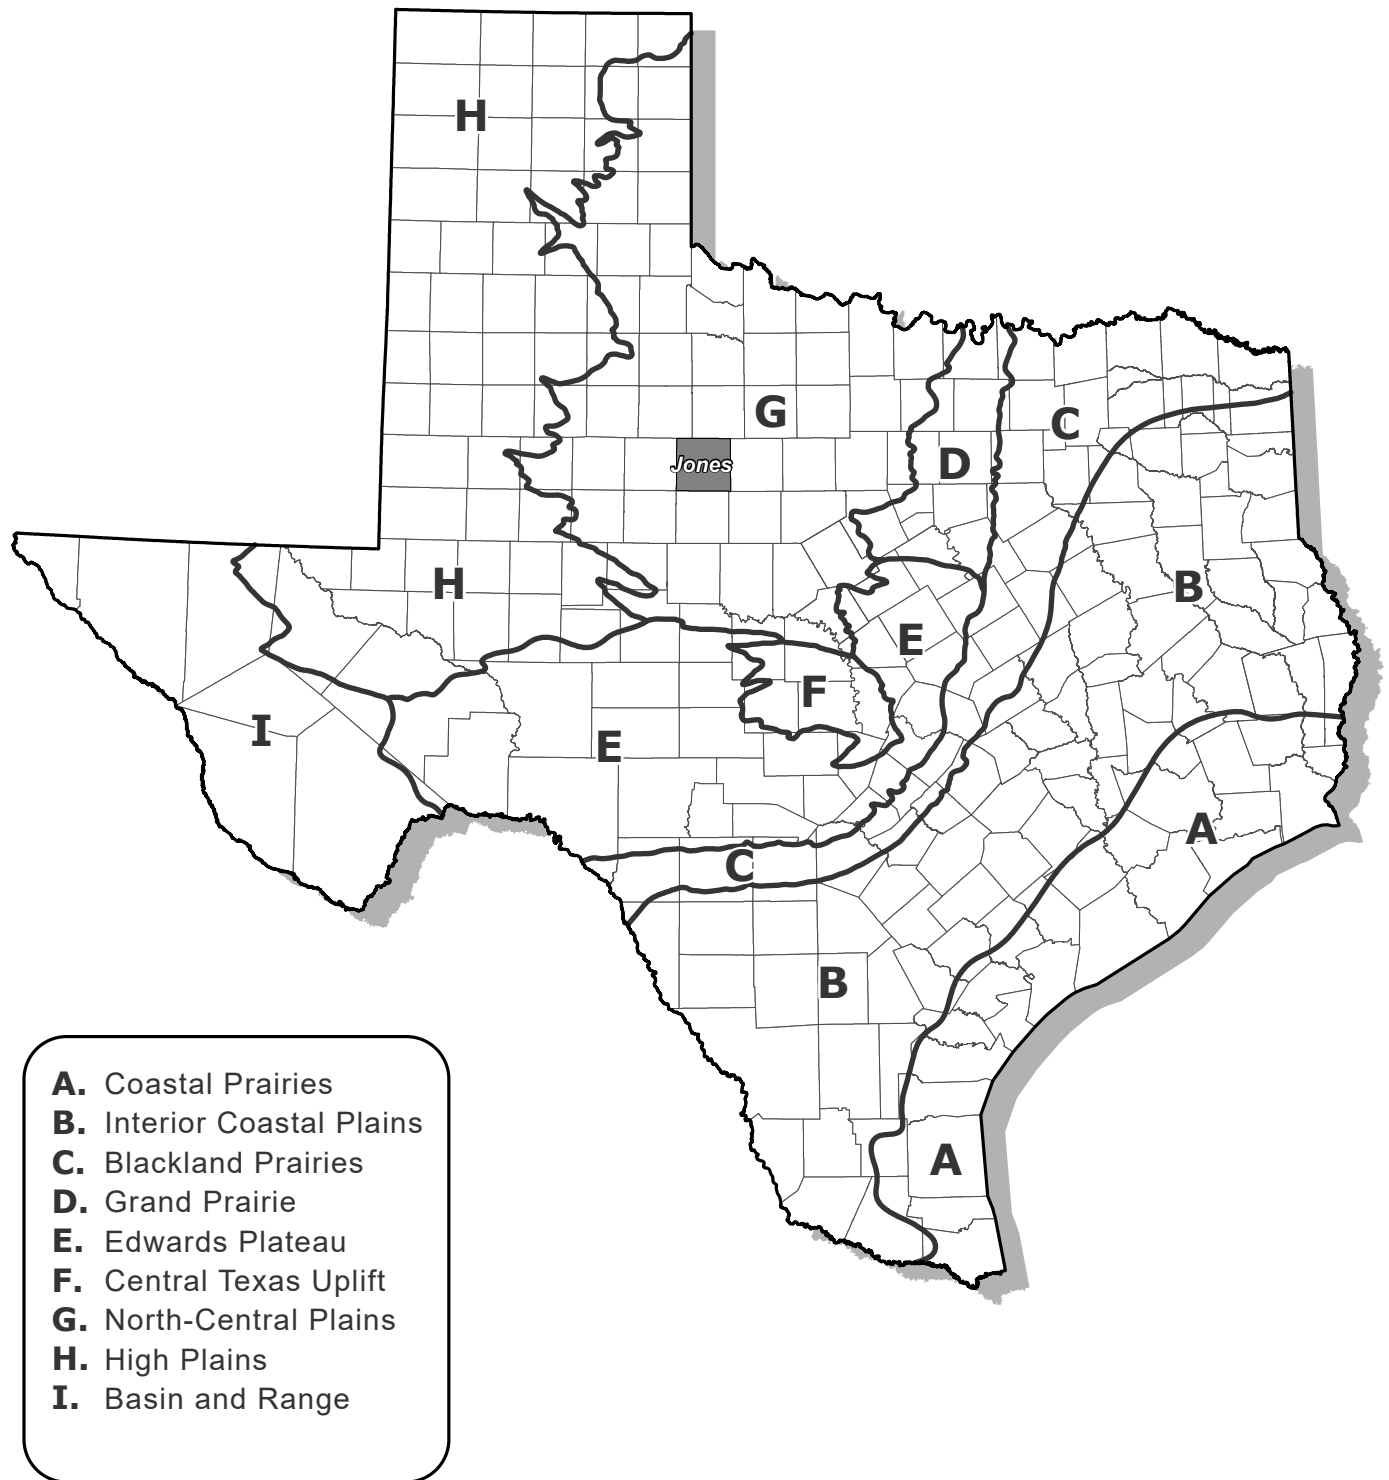 H
G
C
D
Jones
H
B
E
F
I
E
A
C
B
A
A. Coastal Prairies
B. Interior Coastal Plains
C. Blackland Prairies
D. Grand Prairie
E. Edwards Plateau
F. Central Texas Uplift
G. North-Central Plains
H. High Plains
I. Basin and Range